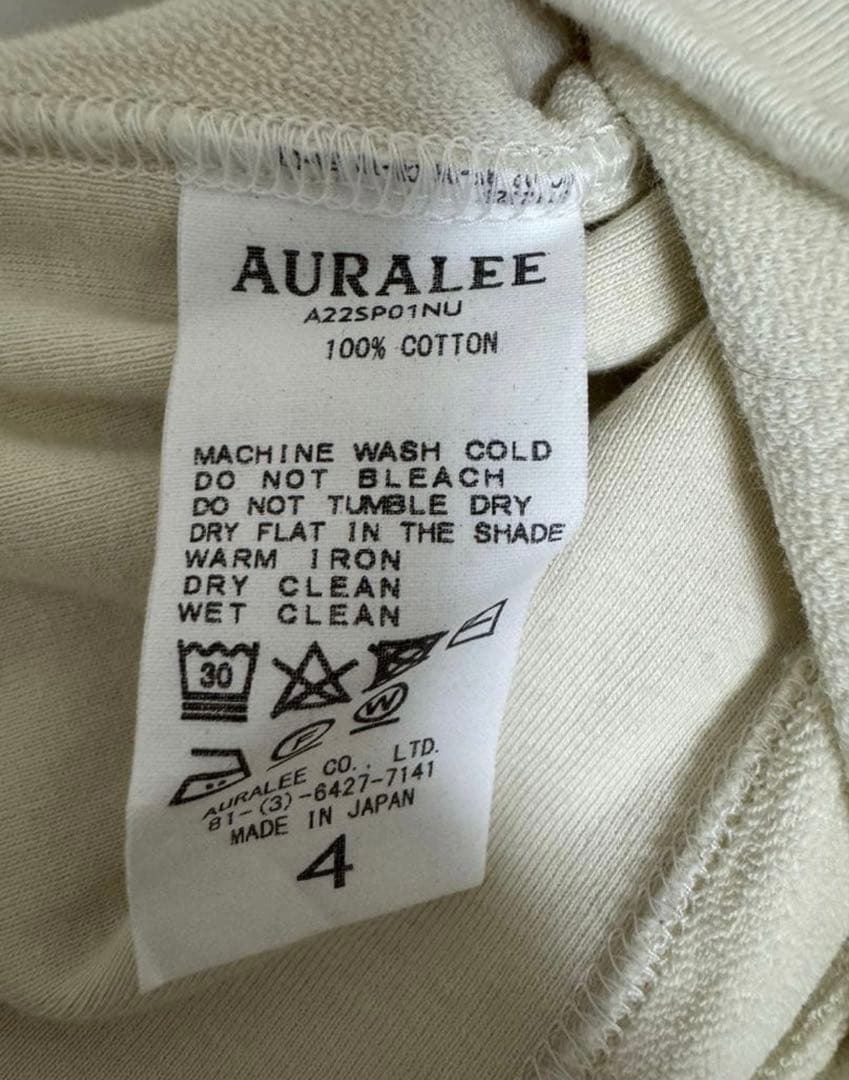 AURALEE
A22SP01NU
100% COTTON
MACHINE WASH COLD
DO NOT BLEACH
DO NOT TUMBLE DRY
DRY FLAT IN THE SHADE
WARM IRON
DRY CLEAN
WET CLEAN
30
W
F
AURALEE CO., LTD.
81-(3)-6427-7141
MADE IN JAPAN
4